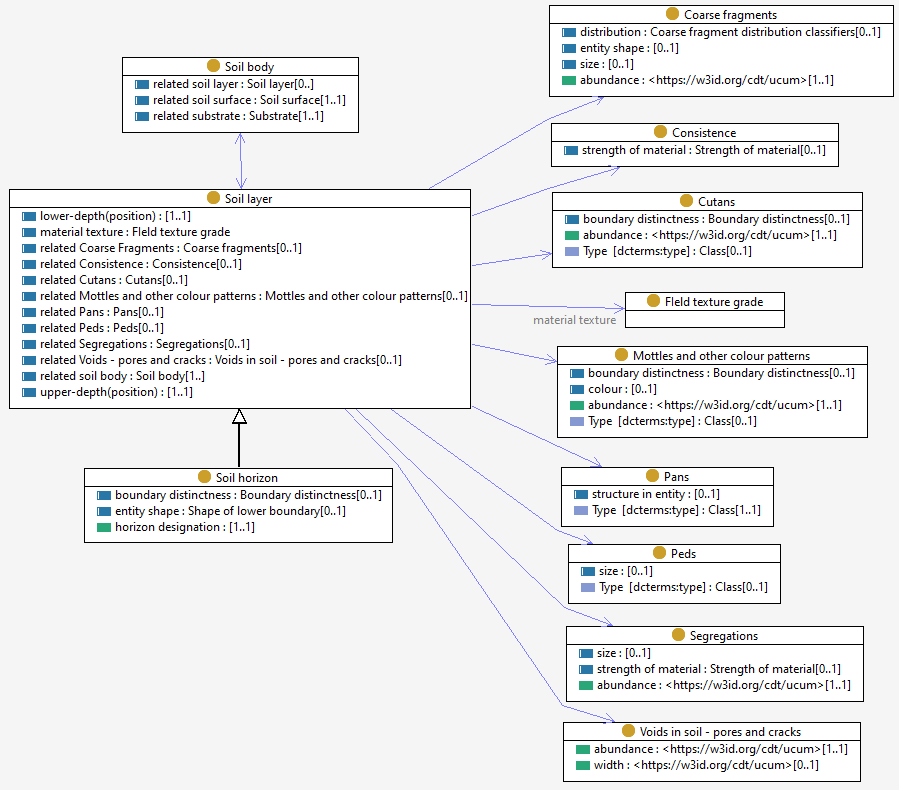 Soil body
related soil layer : Soil layer[0..]
related soil surface : Soil surface[1..1]
related substrate : Substrate[1..1]
Soil layer
lower-depth(position) : [1..1]
material texture : FIeld texture grade
related Coarse Fragments : Coarse fragments[0..1]
related Consistence : Consistence[0..1]
related Cutans : Cutans[0..1]
related Mottles and other colour patterns : Mottles and other colour patterns[0..1]
related Pans : Pans[0..1]
related Peds : Peds[0..1]
related Segregations : Segregations[0..1]
related Voids - pores and cracks : Voids in soil - pores and cracks[0..1]
related soil body : Soil body[1..]
upper-depth(position) : [1..1]
Soil horizon
boundary distinctness : Boundary distinctness[0..1]
entity shape : Shape of lower boundary[0..1]
horizon designation : [1..1]
Coarse fragments
distribution : Coarse fragment distribution classifiers[0..1]
entity shape : [0..1]
size : [0..1]
abundance : <https://w3id.org/cdt/ucum>[1..1]
Consistence
strength of material : Strength of material[0..1]
Cutans
boundary distinctness : Boundary distinctness[0..1]
abundance : <https://w3id.org/cdt/ucum>[1..1]
Type [dcterms:type] : Class[0..1]
material texture
FIeld texture grade
Mottles and other colour patterns
boundary distinctness : Boundary distinctness[0..1]
colour : [0..1]
abundance : <https://w3id.org/cdt/ucum>[1..1]
Type [dcterms:type] : Class[0..1]
Pans
structure in entity : [0..1]
Type [dcterms:type] : Class[1..1]
Peds
size : [0..1]
Type [dcterms:type] : Class[0..1]
Segregations
size : [0..1]
strength of material : Strength of material[0..1]
abundance : <https://w3id.org/cdt/ucum>[1..1]
Voids in soil - pores and cracks
abundance : <https://w3id.org/cdt/ucum>[1..1]
width : <https://w3id.org/cdt/ucum>[0..1]